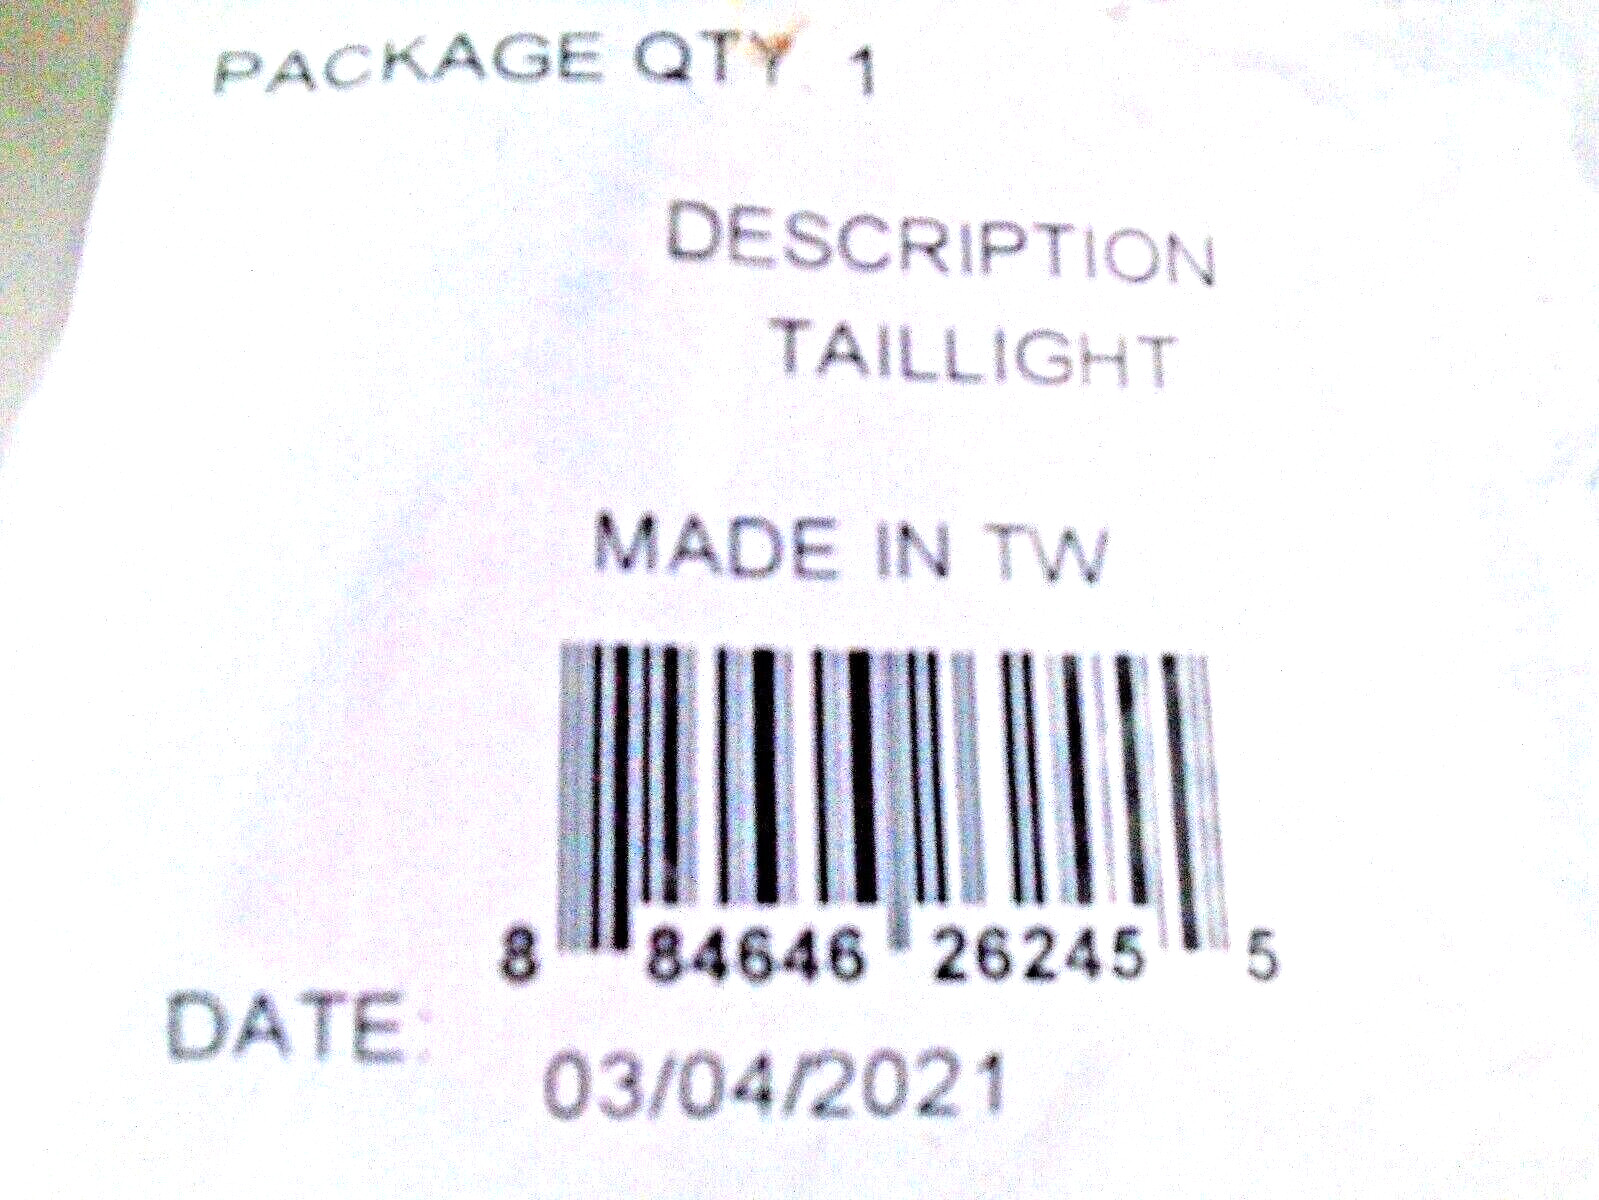 PACKAGE QTY 1
DESCRIPTION
TAILLIGHT
MADE IN TW
8 84646 26245 5
DATE:
03/04/2021